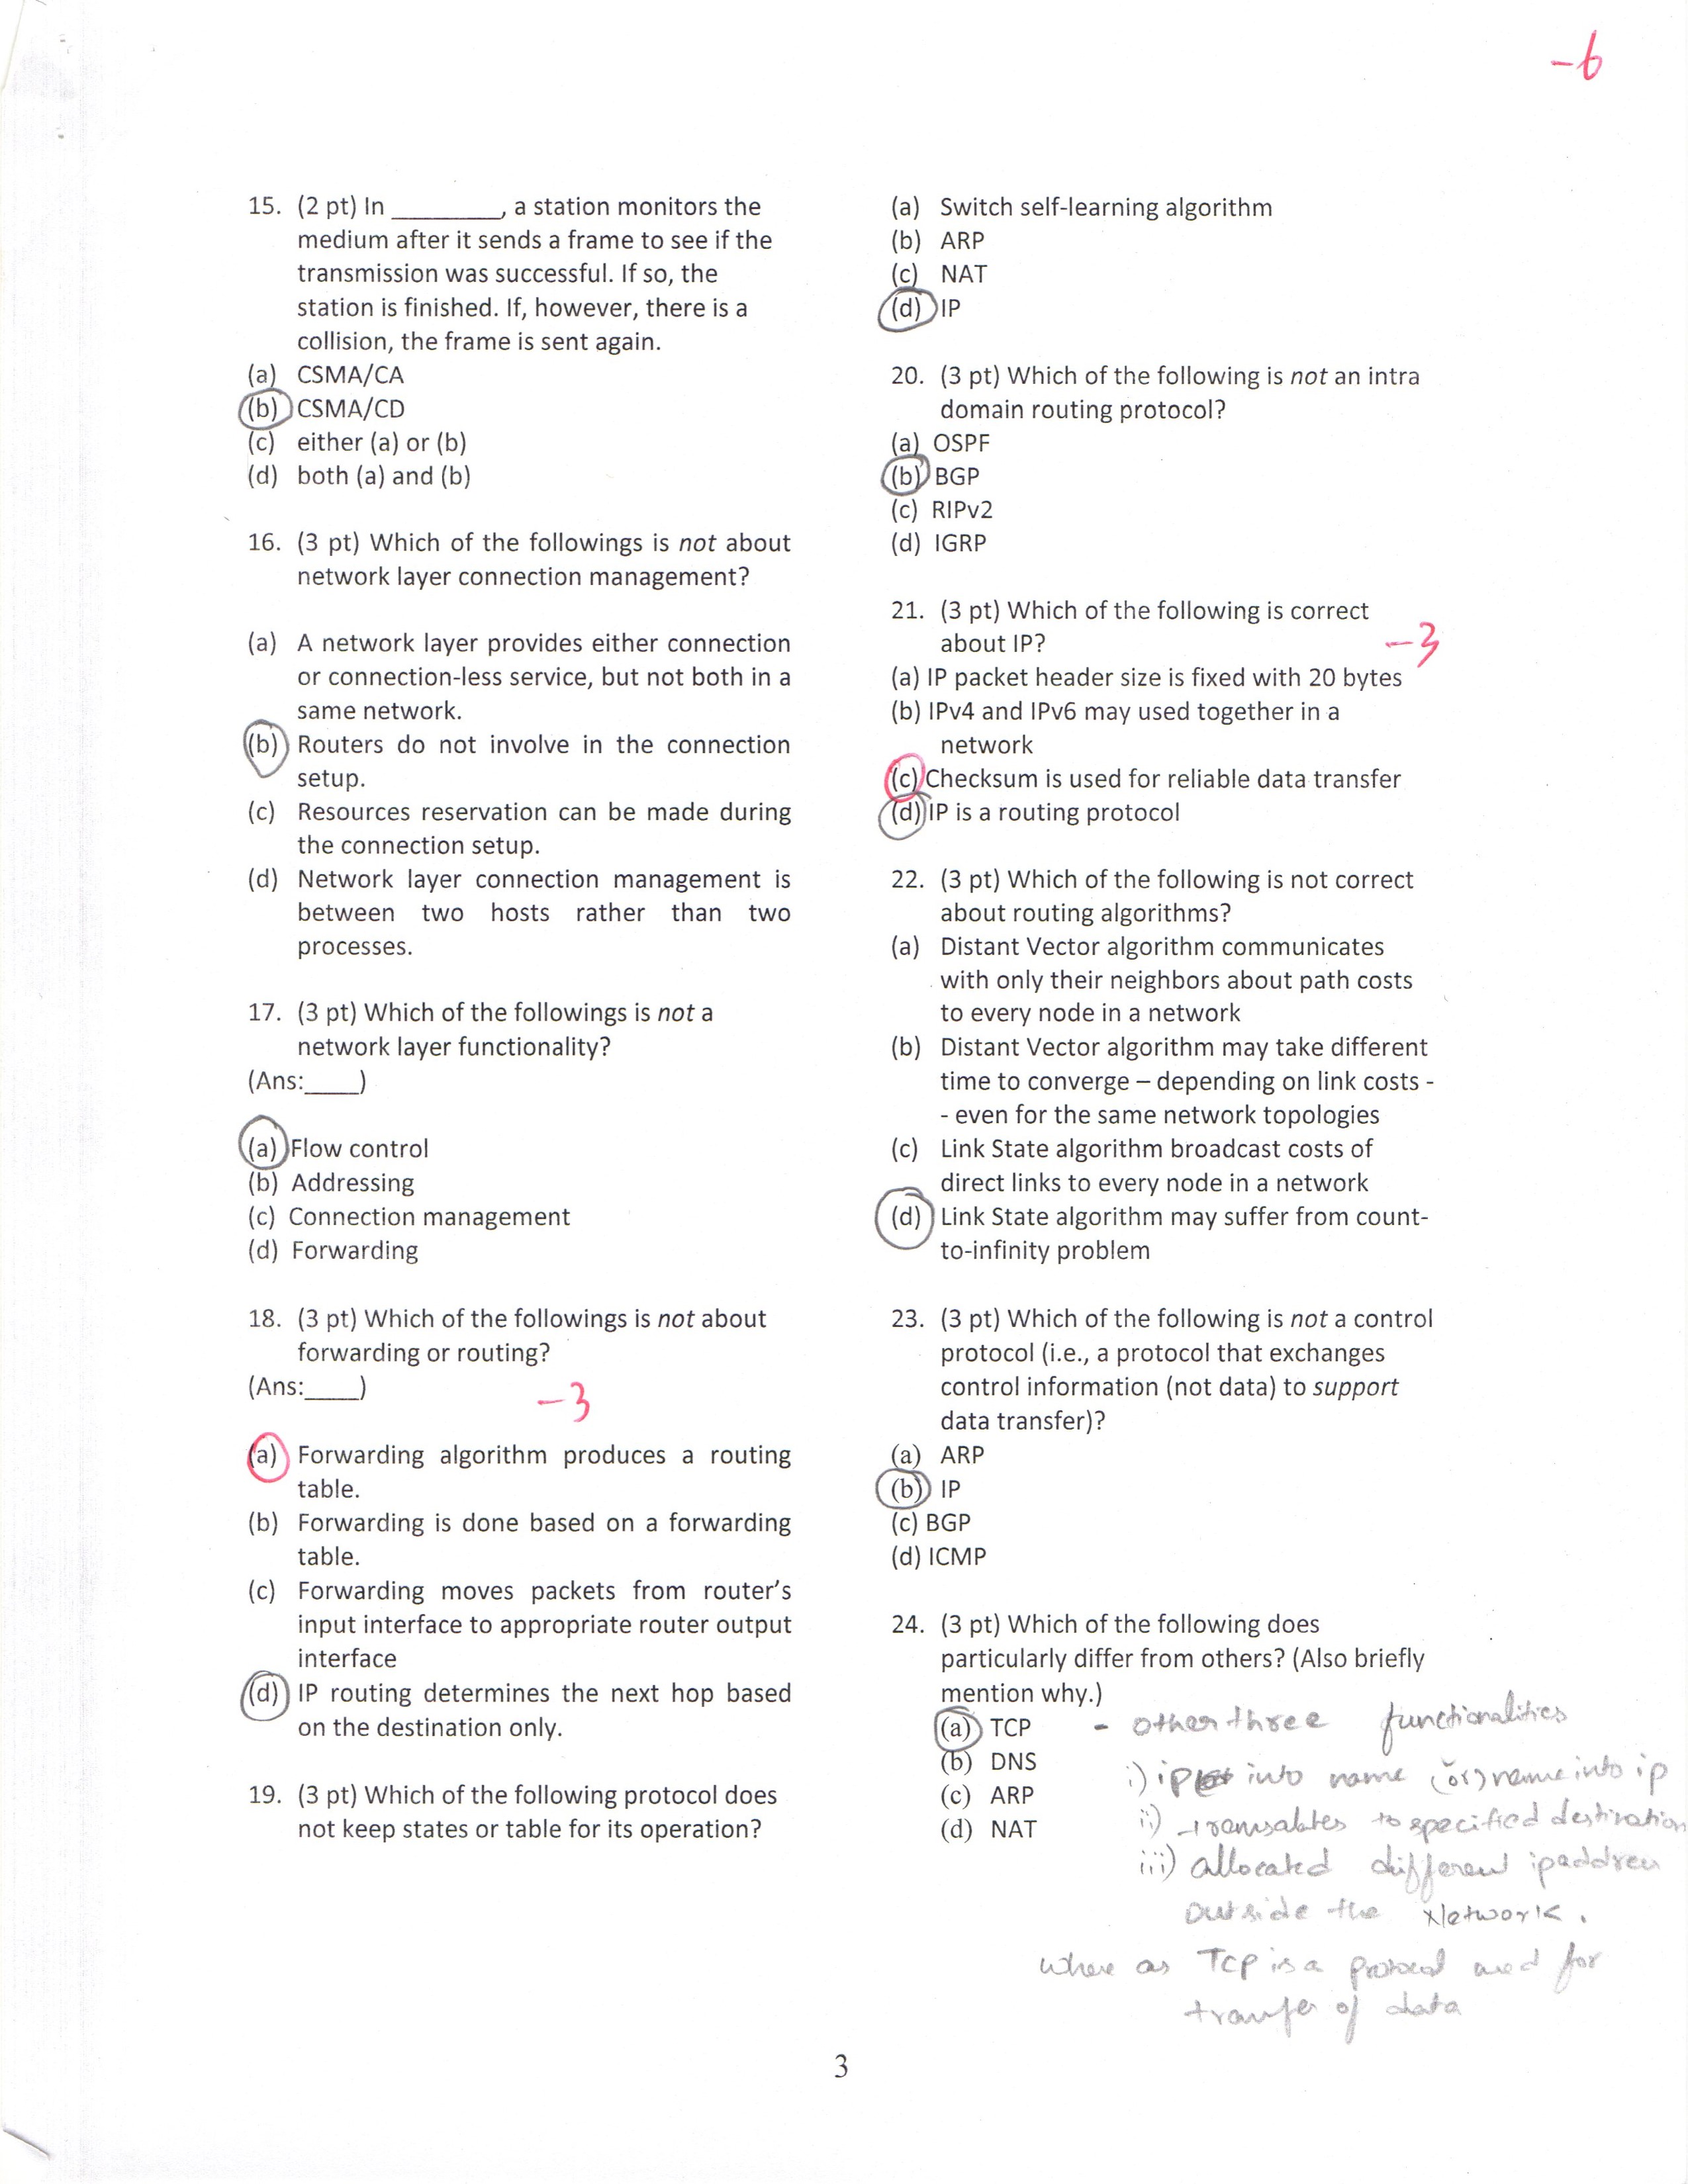 -6
15. (2 pt) In ________, a station monitors the
medium after it sends a frame to see if the
transmission was successful. If so, the
station is finished. If, however, there is a
collision, the frame is sent again.
(a) CSMA/CA
(b) CSMA/CD
(c) either (a) or (b)
(d) both (a) and (b)
16. (3 pt) Which of the followings is not about
network layer connection management?
(a) A network layer provides either connection
or connection-less service, but not both in a
same network.
(b) Routers do not involve in the connection
setup.
(c) Resources reservation can be made during
the connection setup.
(d) Network layer connection management is
between two hosts rather than two
processes.
17. (3 pt) Which of the followings is not a
network layer functionality?
(Ans:____)
(a) Flow control
(b) Addressing
(c) Connection management
(d) Forwarding
18. (3 pt) Which of the followings is not about
forwarding or routing?
(Ans:____)
-3
(a) Forwarding algorithm produces a routing
table.
(b) Forwarding is done based on a forwarding
table.
(c) Forwarding moves packets from router's
input interface to appropriate router output
interface
(d) IP routing determines the next hop based
on the destination only.
19. (3 pt) Which of the following protocol does
not keep states or table for its operation?
(a) Switch self-learning algorithm
(b) ARP
(c) NAT
(d) IP
20. (3 pt) Which of the following is not an intra
domain routing protocol?
(a) OSPF
(b) BGP
(c) RIPv2
(d) IGRP
21. (3 pt) Which of the following is correct
about IP?
-3
(a) IP packet header size is fixed with 20 bytes
(b) IPv4 and IPv6 may used together in a
network
(c) Checksum is used for reliable data transfer
(d) IP is a routing protocol
22. (3 pt) Which of the following is not correct
about routing algorithms?
(a) Distant Vector algorithm communicates
with only their neighbors about path costs
to every node in a network
(b) Distant Vector algorithm may take different
time to converge – depending on link costs -
- even for the same network topologies
(c) Link State algorithm broadcast costs of
direct links to every node in a network
(d) Link State algorithm may suffer from count-
to-infinity problem
23. (3 pt) Which of the following is not a control
protocol (i.e., a protocol that exchanges
control information (not data) to support
data transfer)?
(a) ARP
(b) IP
(c) BGP
(d) ICMP
24. (3 pt) Which of the following does
particularly differ from others? (Also briefly
mention why.)
(a) TCP - other three functionalities
(b) DNS i) ip into name (or) name into ip
(c) ARP ii) translates to specified destination
(d) NAT iii) allocated different ipaddress
outside the Network.
where as Tcp is a protocol used for
tranfer of data
3